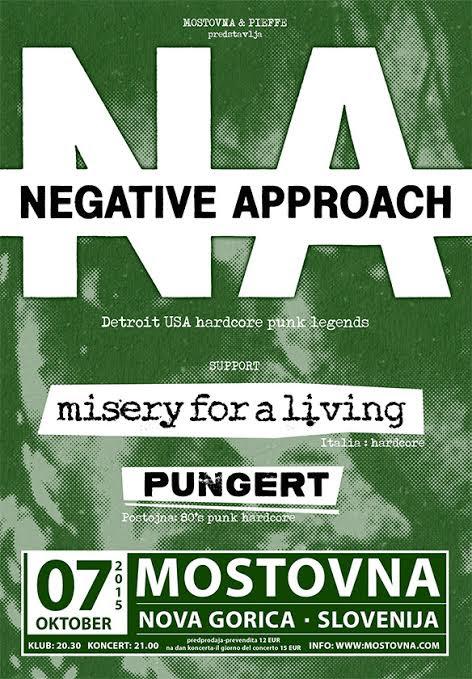 MOSTOVNA & PIEFFE
predstavlja
NA
NEGATIVE APPROACH
Detroit USA hardcore punk legends
SUPPORT
misery for a living
Italia : hardcore
PUNGERT
Postojna: 80's punk hardcore
07
2015
OKTOBER
MOSTOVNA
NOVA GORICA · SLOVENIJA
KLUB: 20.30 KONCERT: 21.00
predprodaja-prevendita 12 EUR
na dan koncerta-il giorno del concerto 15 EUR
INFO: WWW.MOSTOVNA.COM